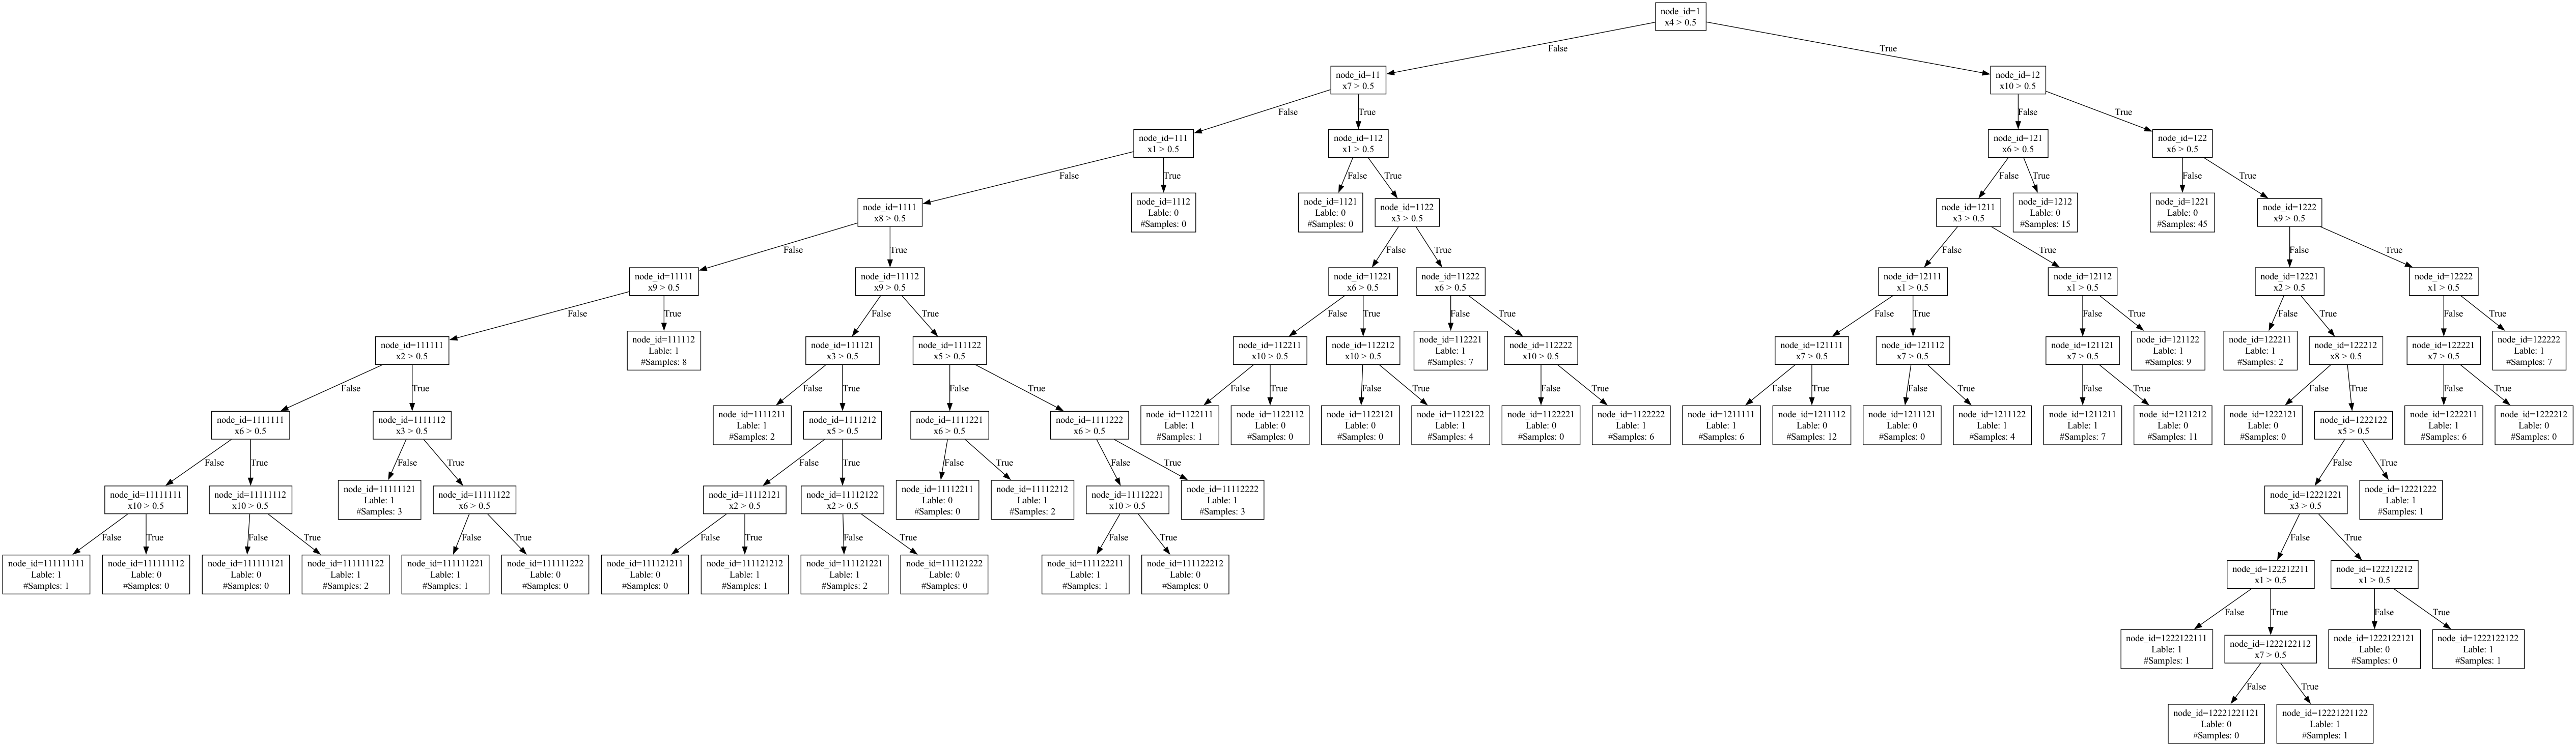 node_id=1
x4 > 0.5
False
True
node_id=11
x7 > 0.5
node_id=12
x10 > 0.5
False
True
False
True
node_id=111
x1 > 0.5
node_id=112
x1 > 0.5
node_id=121
x6 > 0.5
node_id=122
x6 > 0.5
False
True
False
True
False
True
False
True
node_id=1111
x8 > 0.5
node_id=1112
Lable: 0
#Samples: 0
node_id=1121
Lable: 0
#Samples: 0
node_id=1122
x3 > 0.5
node_id=1211
x3 > 0.5
node_id=1212
Lable: 0
#Samples: 15
node_id=1221
Lable: 0
#Samples: 45
node_id=1222
x9 > 0.5
False
True
False
True
False
True
False
True
node_id=11111
x9 > 0.5
node_id=11112
x9 > 0.5
node_id=11221
x6 > 0.5
node_id=11222
x6 > 0.5
node_id=12111
x1 > 0.5
node_id=12112
x1 > 0.5
node_id=12221
x2 > 0.5
node_id=12222
x1 > 0.5
False
True
False
True
False
True
False
True
False
True
False
True
False
True
False
True
node_id=111111
x2 > 0.5
node_id=111112
Lable: 1
#Samples: 8
node_id=111121
x3 > 0.5
node_id=111122
x5 > 0.5
node_id=112211
x10 > 0.5
node_id=112212
x10 > 0.5
node_id=112221
Lable: 1
#Samples: 7
node_id=112222
x10 > 0.5
node_id=121111
x7 > 0.5
node_id=121112
x7 > 0.5
node_id=121121
x7 > 0.5
node_id=121122
Lable: 1
#Samples: 9
node_id=122211
Lable: 1
#Samples: 2
node_id=122212
x8 > 0.5
node_id=122221
x7 > 0.5
node_id=122222
Lable: 1
#Samples: 7
False
True
False
True
False
True
False
True
False
True
False
True
False
True
False
True
False
True
False
True
False
True
node_id=1111111
x6 > 0.5
node_id=1111112
x3 > 0.5
node_id=1111211
Lable: 1
#Samples: 2
node_id=1111212
x5 > 0.5
node_id=1111221
x6 > 0.5
node_id=1111222
x6 > 0.5
node_id=1122111
Lable: 1
#Samples: 1
node_id=1122112
Lable: 0
#Samples: 0
node_id=1122121
Lable: 0
#Samples: 0
node_id=1122122
Lable: 1
#Samples: 4
node_id=1122221
Lable: 0
#Samples: 0
node_id=1122222
Lable: 1
#Samples: 6
node_id=1211111
Lable: 1
#Samples: 6
node_id=1211112
Lable: 0
#Samples: 12
node_id=1211121
Lable: 0
#Samples: 0
node_id=1211122
Lable: 1
#Samples: 4
node_id=1211211
Lable: 1
#Samples: 7
node_id=1211212
Lable: 0
#Samples: 11
node_id=1222121
Lable: 0
#Samples: 0
node_id=1222122
x5 > 0.5
node_id=1222211
Lable: 1
#Samples: 6
node_id=1222212
Lable: 0
#Samples: 0
False
True
False
True
False
True
False
True
False
True
False
True
node_id=11111111
x10 > 0.5
node_id=11111112
x10 > 0.5
node_id=11111121
Lable: 1
#Samples: 3
node_id=11111122
x6 > 0.5
node_id=11112121
x2 > 0.5
node_id=11112122
x2 > 0.5
node_id=11112211
Lable: 0
#Samples: 0
node_id=11112212
Lable: 1
#Samples: 2
node_id=11112221
x10 > 0.5
node_id=11112222
Lable: 1
#Samples: 3
node_id=12221221
x3 > 0.5
node_id=12221222
Lable: 1
#Samples: 1
False
True
False
True
False
True
False
True
False
True
False
True
False
True
node_id=111111111
Lable: 1
#Samples: 1
node_id=111111112
Lable: 0
#Samples: 0
node_id=111111121
Lable: 0
#Samples: 0
node_id=111111122
Lable: 1
#Samples: 2
node_id=111111221
Lable: 1
#Samples: 1
node_id=111111222
Lable: 0
#Samples: 0
node_id=111121211
Lable: 0
#Samples: 0
node_id=111121212
Lable: 1
#Samples: 1
node_id=111121221
Lable: 1
#Samples: 2
node_id=111121222
Lable: 0
#Samples: 0
node_id=111122211
Lable: 1
#Samples: 1
node_id=111122212
Lable: 0
#Samples: 0
node_id=122212211
x1 > 0.5
node_id=122212212
x1 > 0.5
False
True
False
True
node_id=1222122111
Lable: 1
#Samples: 1
node_id=1222122112
x7 > 0.5
node_id=1222122121
Lable: 0
#Samples: 0
node_id=1222122122
Lable: 1
#Samples: 1
False
True
node_id=12221221121
Lable: 0
#Samples: 0
node_id=12221221122
Lable: 1
#Samples: 1